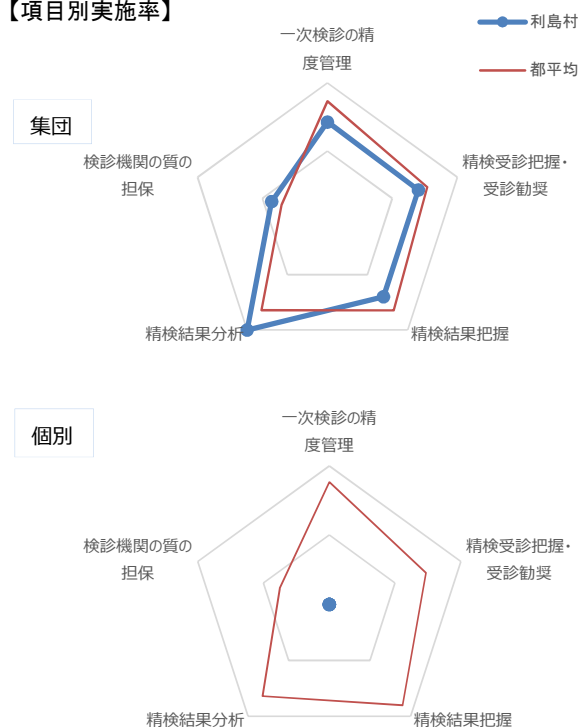 【項目別実施率】
利島村
都平均
集団
一次検診の精
度管理
精検受診把握・
受診勧奨
精検結果把握
精検結果分析
検診機関の質の
担保
個別
一次検診の精
度管理
精検受診把握・
受診勧奨
精検結果把握
精検結果分析
検診機関の質の
担保